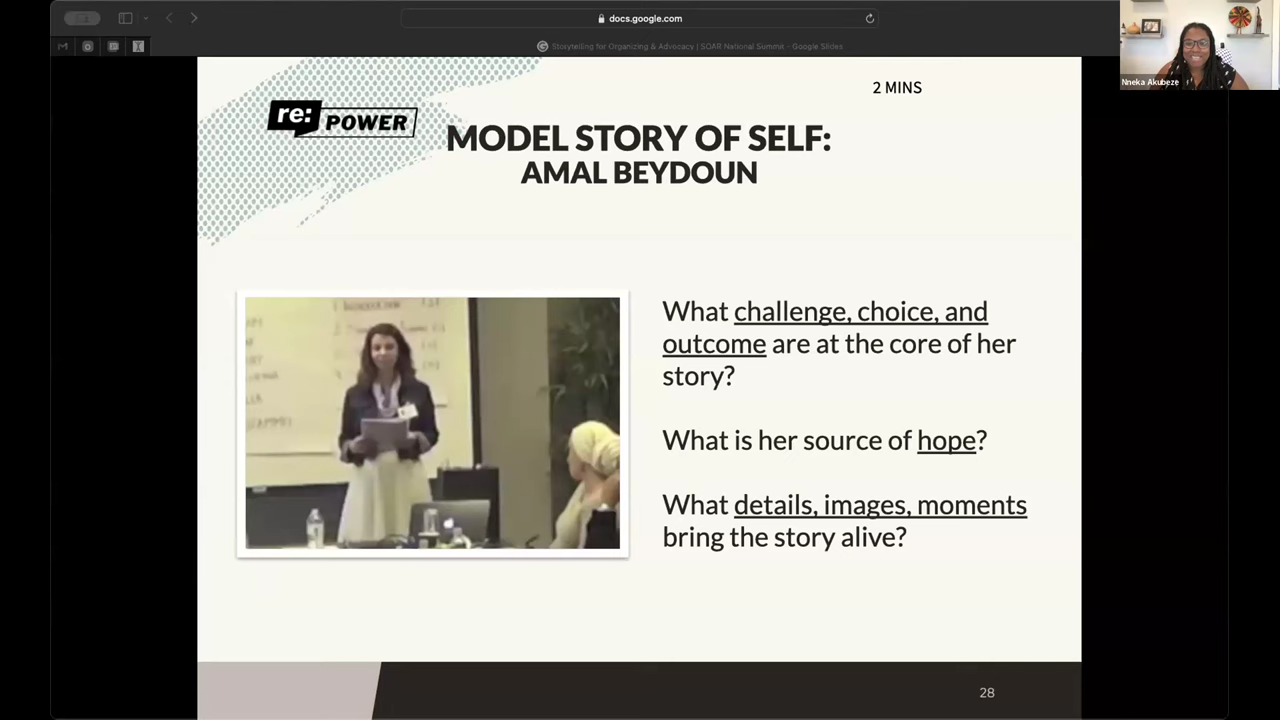 docs.google.com
Storytelling for Organizing & Advocacy | SOAR National Summit - Google Slides
Nneka Akubeze
2 MINS
re: POWER
MODEL STORY OF SELF:
AMAL BEYDOUN
What challenge, choice, and
outcome are at the core of her
story?
What is her source of hope?
What details, images, moments
bring the story alive?
28